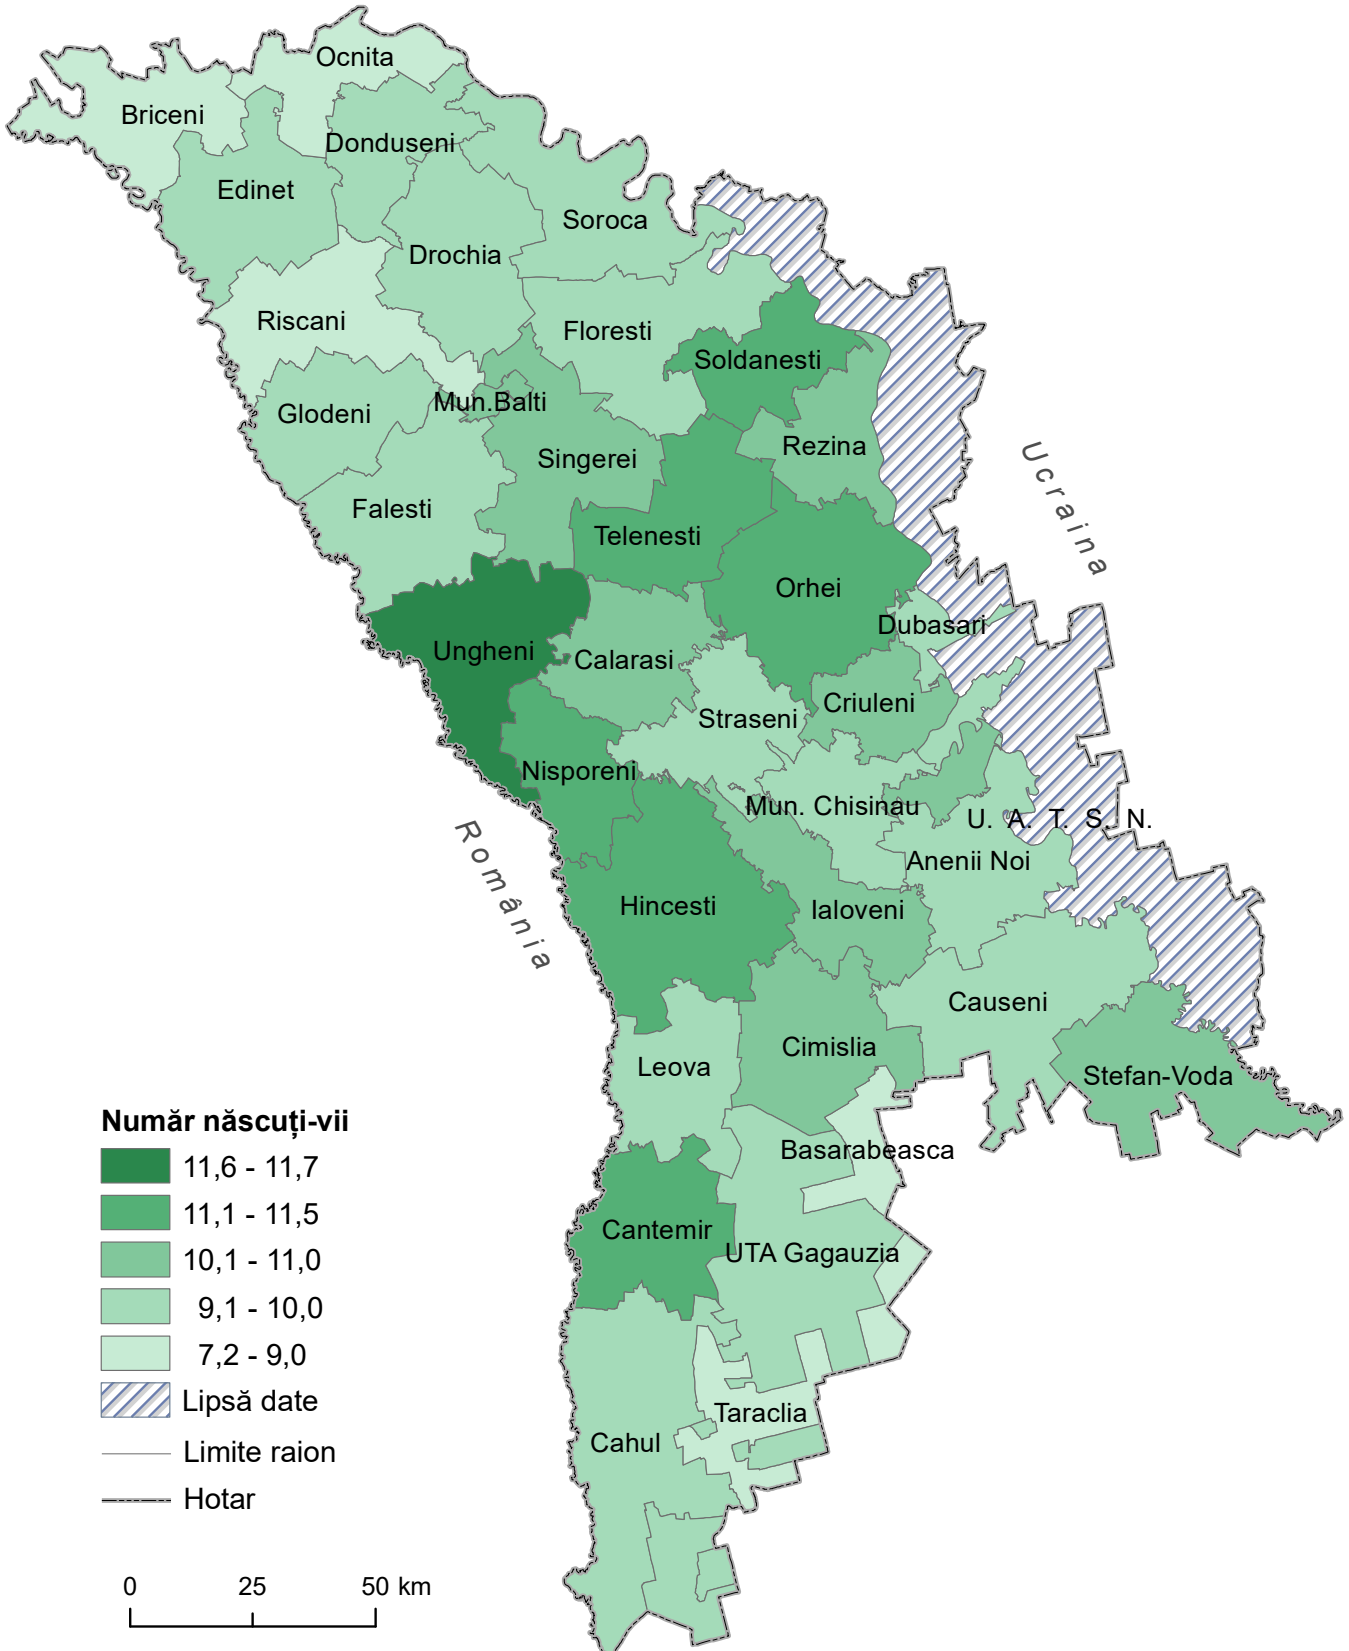 Ocnita
Briceni
Donduseni
Edinet
Soroca
Drochia
Riscani
Floresti
Soldanesti
Mun.Balti
Glodeni
Rezina
Singerei
Ucraina
Falesti
Telenesti
Orhei
Dubasari
Ungheni
Calarasi
Criuleni
Straseni
Nisporeni
Mun. Chisinau
U. A. T. S. N.
România
Anenii Noi
Hincesti
Ialoveni
Causeni
Cimislia
Leova
Stefan-Voda
Basarabeasca
Cantemir
UTA Gagauzia
Taraclia
Cahul
Număr născuți-vii
11,6 - 11,7
11,1 - 11,5
10,1 - 11,0
9,1 - 10,0
7,2 - 9,0
Lipsă date
Limite raion
Hotar
0 25 50 km